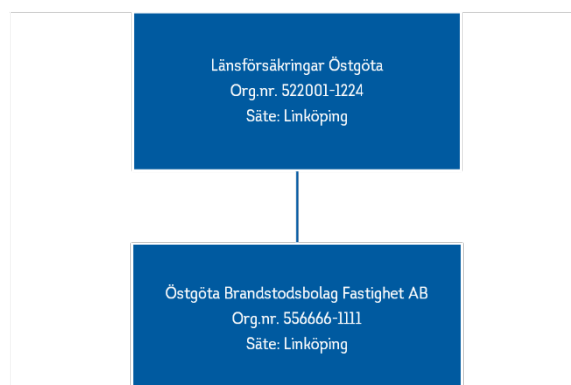 Länsförsäkringar Östgöta
Org.nr. 522001-1224
Säte: Linköping
Östgöta Brandstodsbolag Fastighet AB
Org.nr. 556666-1111
Säte: Linköping